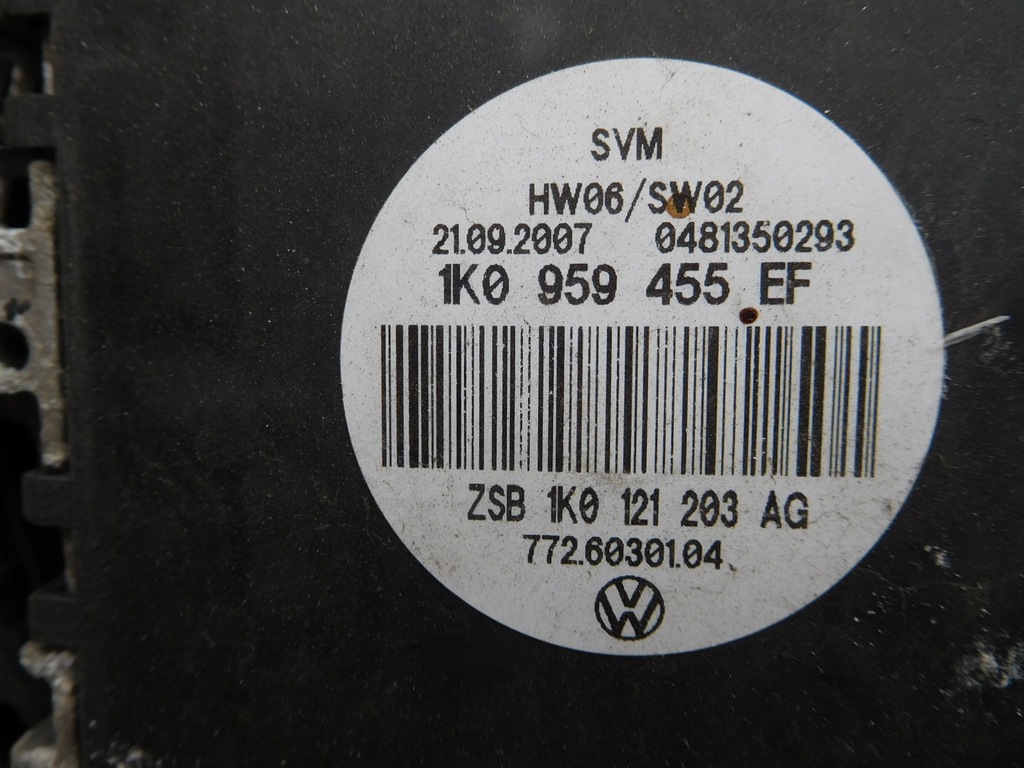 SVM
HW06/SW02
21.09.2007 0481350293
1K0 959 455 EF
ZSB 1K0 121 203 AG
772.60301.04
VW